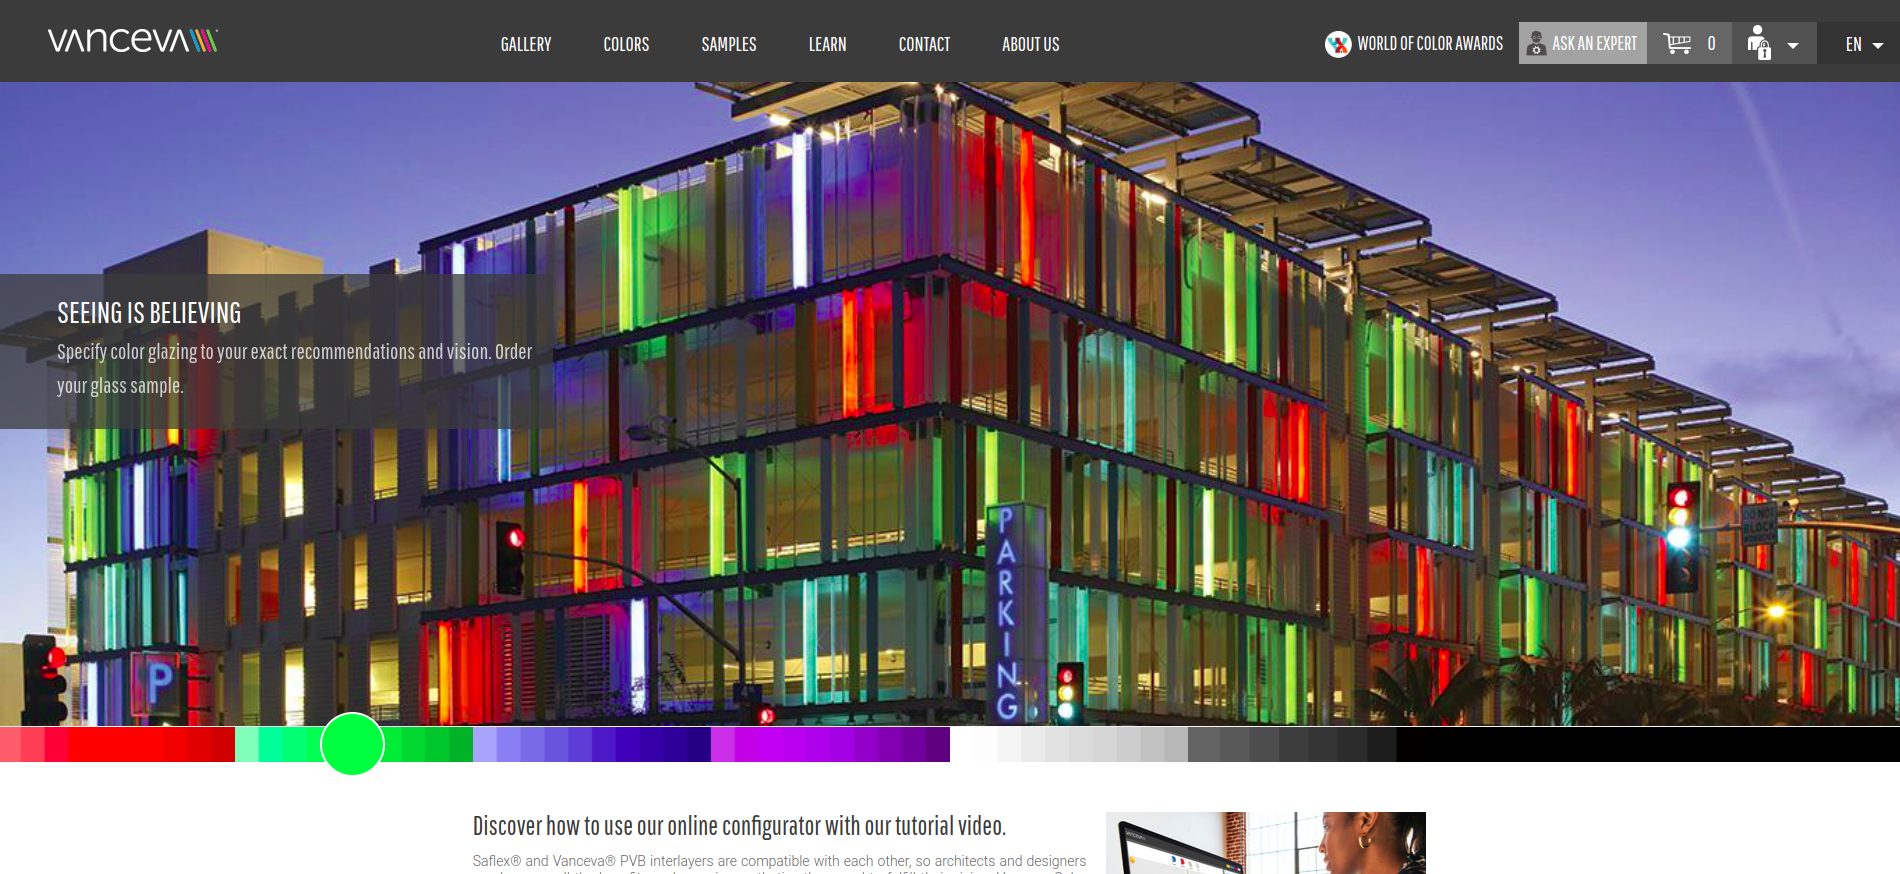 VANCEVA
GALLERY
COLORS
SAMPLES
LEARN
CONTACT
ABOUT US
WORLD OF COLOR AWARDS
ASK AN EXPERT
0
EN
SEEING IS BELIEVING
Specify color glazing to your exact recommendations and vision. Order
your glass sample.
DO NOT
BLOCK
PARKING
P
Discover how to use our online configurator with our tutorial video.
Saflex® and Vanceva® PVB interlayers are compatible with each other, so architects and designers